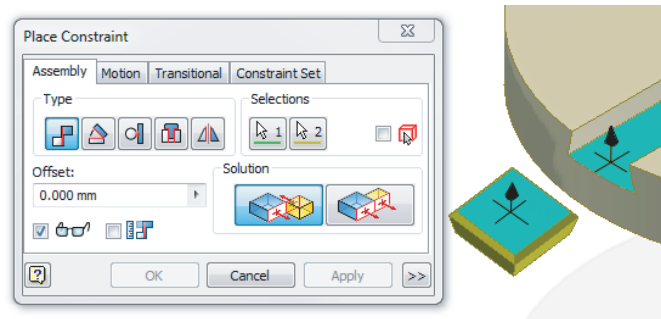 Place Constraint
Assembly Motion Transitional Constraint Set
Type
Selections
1 2
Offset:
Solution
0.000 mm
? OK Cancel Apply >>